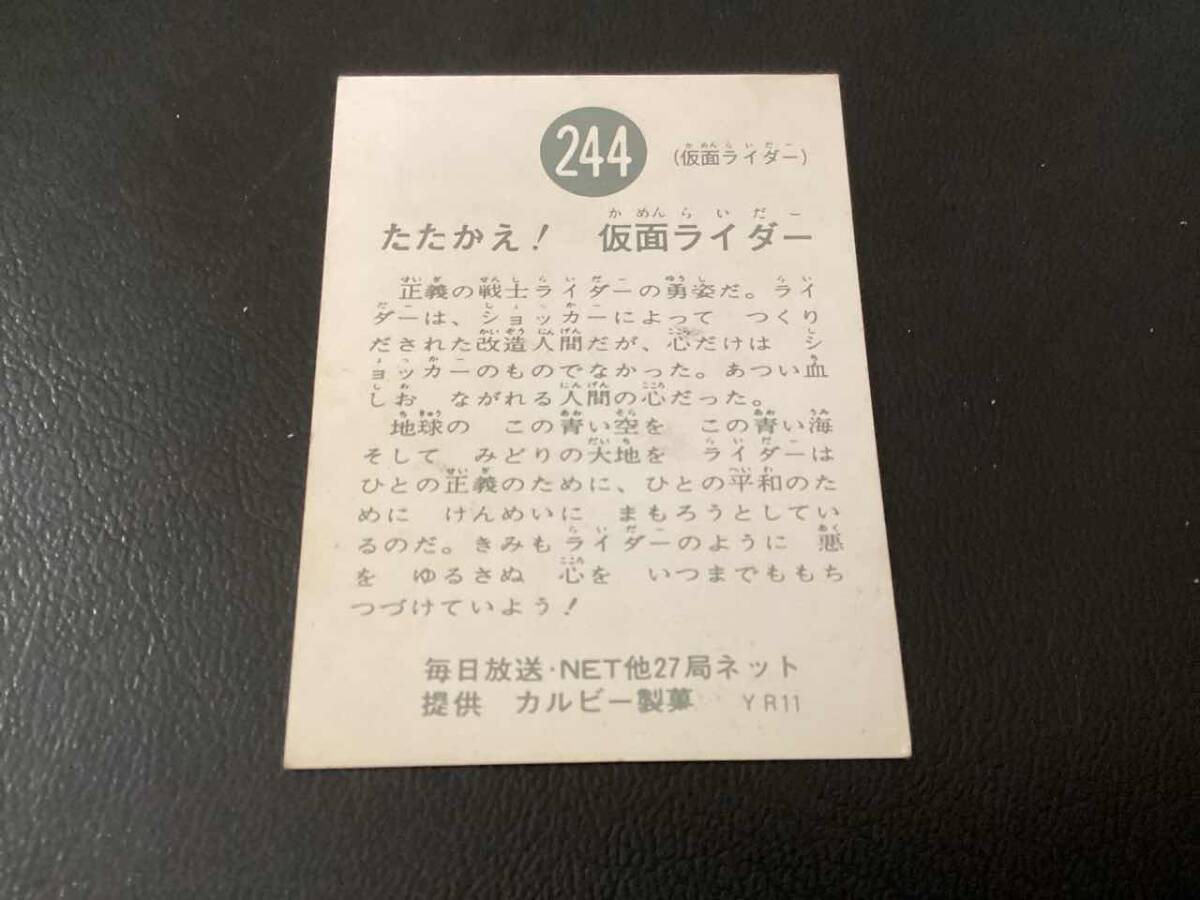 244
(仮面ライダー)
たたかえ! 仮面ライダー
正義の戦士ライダーの勇姿だ。ライ
ダーは、ショッカーによって つくり
だされた改造人間だが、心だけは シ
ョッカーのものでなかった。あつい血
しお ながれる人間の心だった。
地球の この青い空を この青い海
そして みどりの大地を ライダーは
ひとの正義のために、ひとの平和のた
めに けんめいに まもろうとしてい
るのだ。きみもライダーのように 悪
を ゆるさぬ 心を いつまでももち
つづけていよう!
毎日放送・NET他27局ネット
提供 カルビー製菓 YR11